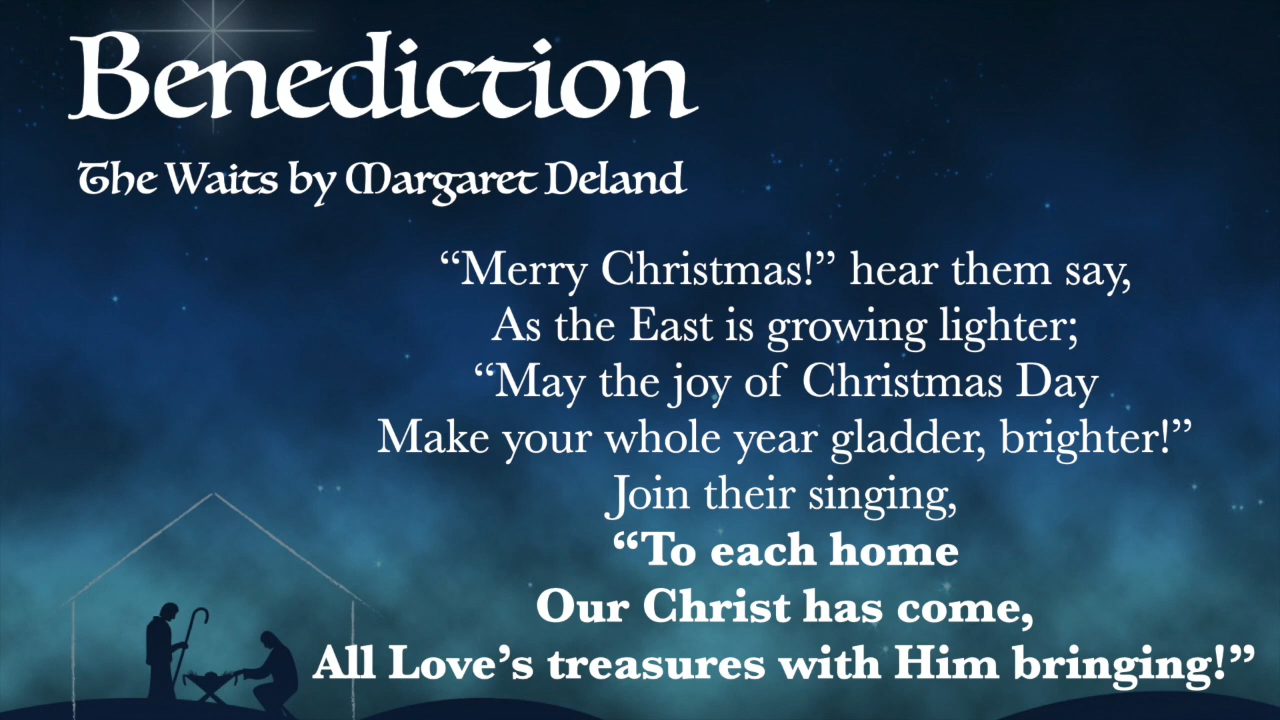 Benediction
The Waits by Margaret Deland
“Merry Christmas!” hear them say,
As the East is growing lighter;
“May the joy of Christmas Day
Make your whole year gladder, brighter!”
Join their singing,
“To each home
Our Christ has come,
All Love’s treasures with Him bringing!”